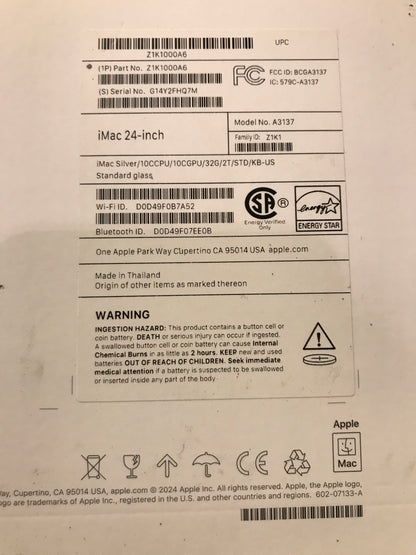 UPC
Z1K1000A6
(1P) Part No. Z1K1000A6
FCC ID: BCGA3137
IC: 579C-A3137
(S) Serial No. G14Y2FHQ7M
iMac 24-inch
Model No. A3137
Family ID: Z1K1
iMac Silver/10CCPU/10CGPU/32G/2T/STD/KB-US
Standard glass
Wi-Fi ID. D0D49F0B7A52
Bluetooth ID. D0D49F07EE0B
Energy Verified
Only
energy
ENERGY STAR
One Apple Park Way Cupertino CA 95014 USA apple.com
Made in Thailand
Origin of other items as marked thereon
WARNING
INGESTION HAZARD: This product contains a button cell or
coin battery. DEATH or serious injury can occur if ingested.
A swallowed button cell or coin battery can cause Internal
Chemical Burns in as little as 2 hours. KEEP new and used
batteries OUT OF REACH OF CHILDREN. Seek immediate
medical attention if a battery is suspected to be swallowed
or inserted inside any part of the body
Apple
Mac
Way, Cupertino, CA 95014 USA, apple.com © 2024 Apple Inc. All rights reserved. Apple, the Apple logo,
are trademarks of Apple Inc., registered in the U.S. and other countries and regions. 602-07133-A